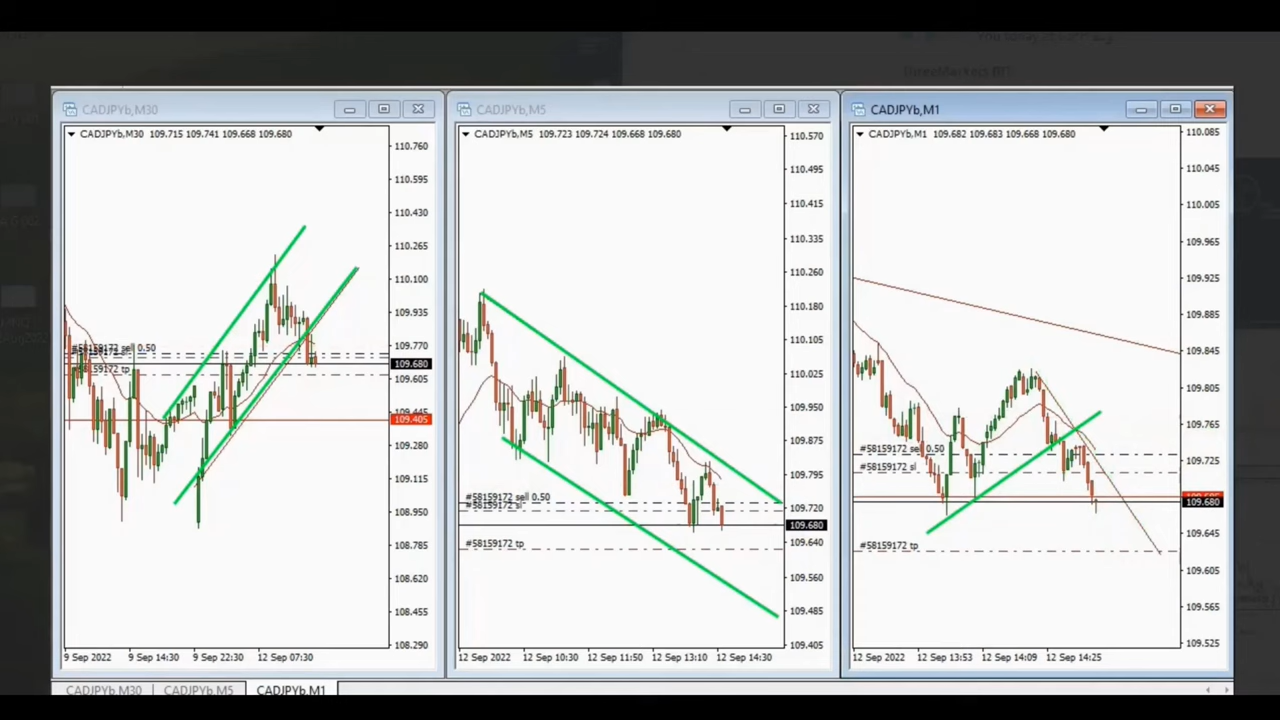 CADJPYb,M30
CADJPYb,M30 109.715 109.741 109.668 109.680
110.760
110.595
110.430
110.265
110.100
109.935
109.770
109.680
109.605
109.445
109.405
109.280
109.115
108.950
108.785
108.620
108.455
108.290
#58159172 sell 0.50
#58159172 sl
#58159172 tp
9 Sep 2022 9 Sep 14:30 9 Sep 22:30 12 Sep 07:30
CADJPYb,M5
CADJPYb,M5 109.723 109.724 109.668 109.680
110.570
110.495
110.415
110.335
110.260
110.180
110.105
110.025
109.950
109.875
109.795
109.720
109.680
109.640
109.560
109.485
109.405
#58159172 sell 0.50
#58159172 sl
#58159172 tp
12 Sep 2022 12 Sep 10:30 12 Sep 11:50 12 Sep 13:10 12 Sep 14:30
CADJPYb,M1
CADJPYb,M1 109.682 109.683 109.668 109.680
110.085
110.045
110.005
109.965
109.925
109.885
109.845
109.805
109.765
109.725
109.680
109.645
109.605
109.565
109.525
#58159172 sell 0.50
#58159172 sl
#58159172 tp
12 Sep 2022 12 Sep 13:53 12 Sep 14:09 12 Sep 14:25
CADJPYb,M30 CADJPYb,M5 CADJPYb,M1